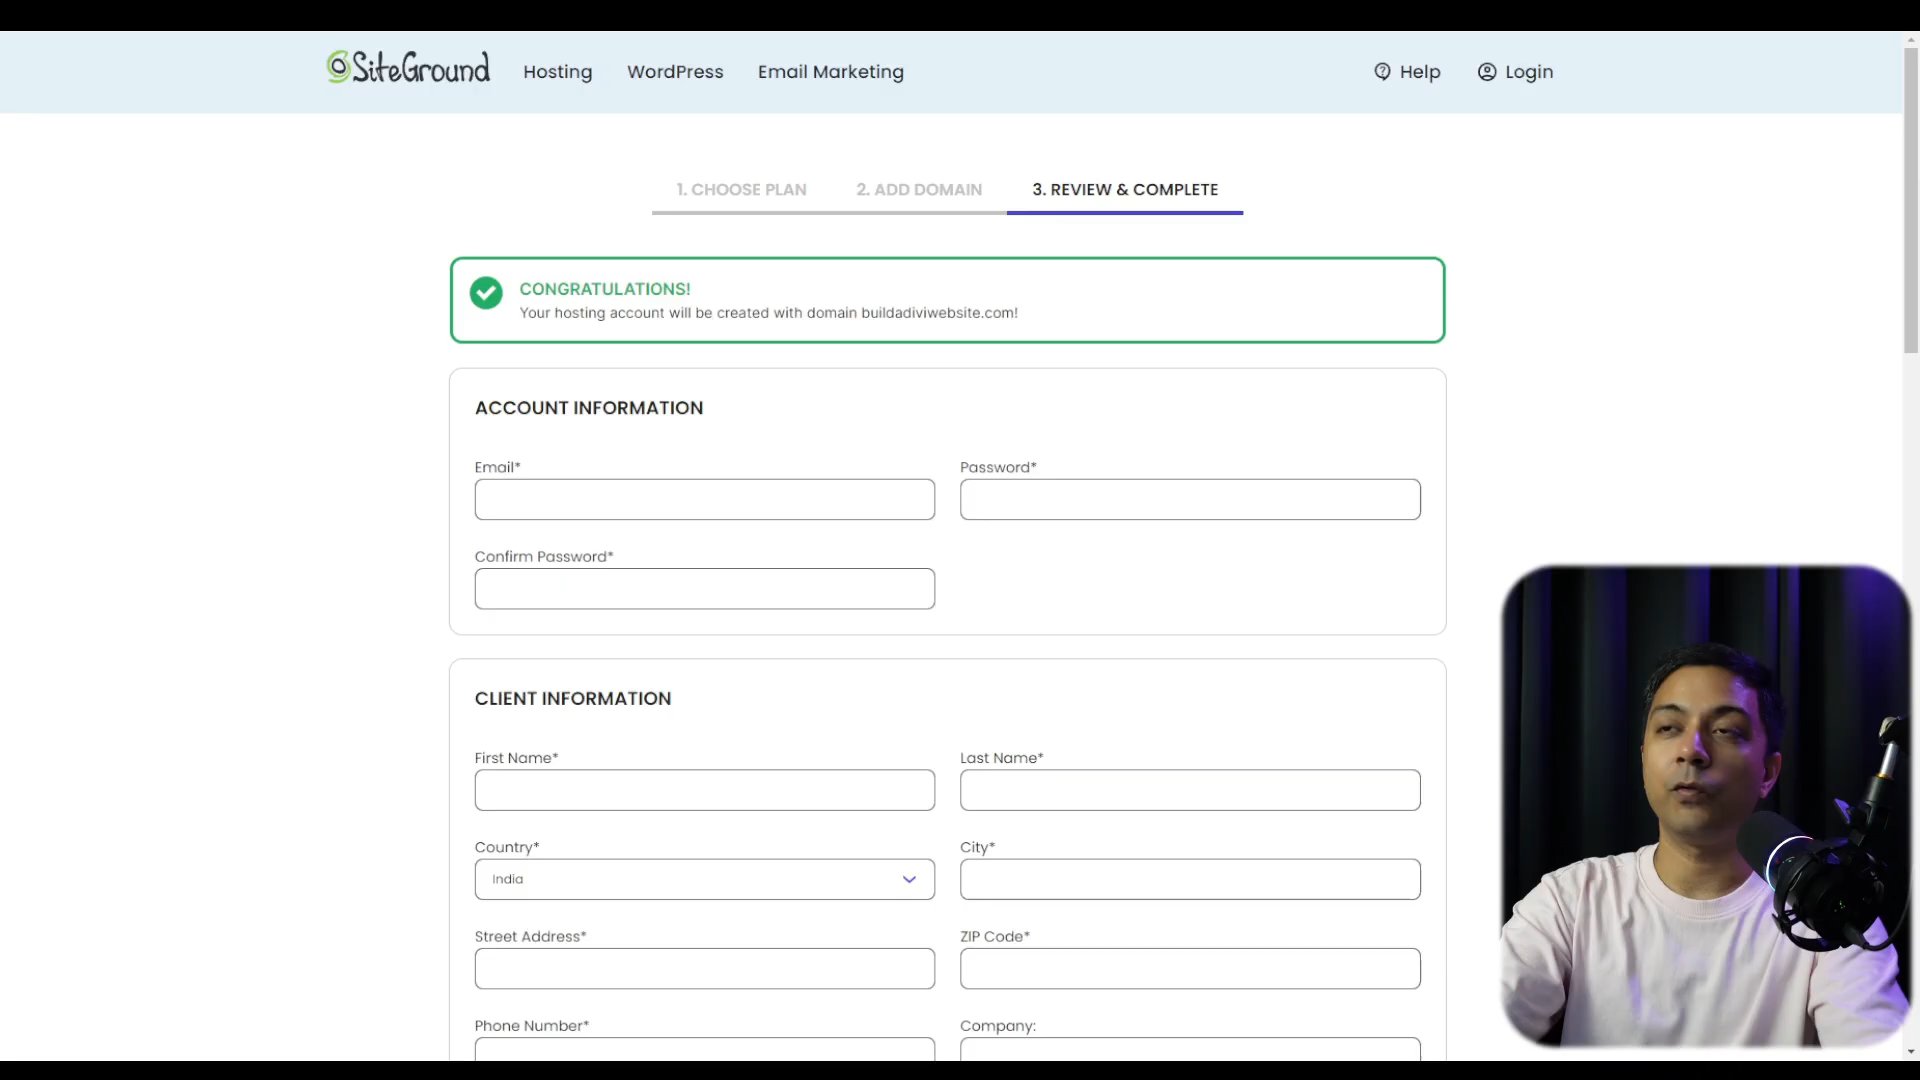 SiteGround Hosting WordPress Email Marketing Help Login
1. CHOOSE PLAN 2. ADD DOMAIN 3. REVIEW & COMPLETE
CONGRATULATIONS!
Your hosting account will be created with domain buildadiviwebsite.com!
ACCOUNT INFORMATION
Email* Password*
Confirm Password*
CLIENT INFORMATION
First Name* Last Name*
Country* City*
India
Street Address* ZIP Code*
Phone Number* Company: